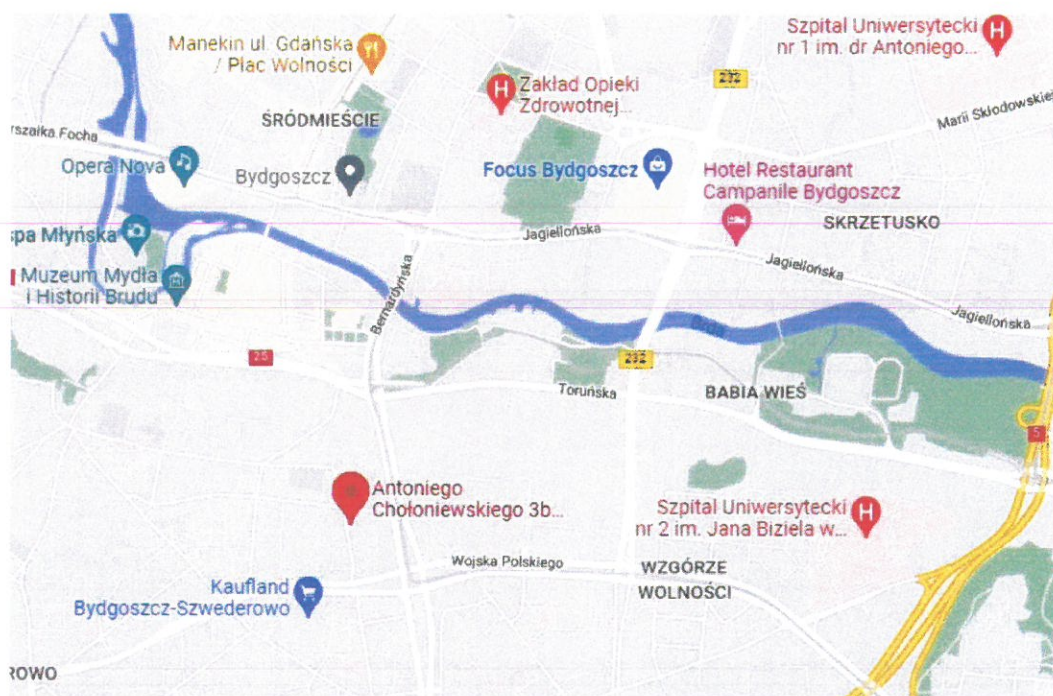 Szpital Uniwersytecki
nr 1 im. dr Antoniego...
Manekin ul. Gdańska
/ Plac Wolności
232
Zakład Opieki
Zdrowotnej...
Marii Skłodowskiej
ŚRÓDMIEŚCIE
rszałka Focha
Opera Nova
Bydgoszcz
Focus Bydgoszcz
Hotel Restaurant
Campanile Bydgoszcz
SKRZETUSKO
spa Młyńska
Jagiellońska
Jagiellońska
Muzeum Mydła
i Historii Brudu
Bernardyńska
Jagiellońska
Brda
25
232
Toruńska
BABIA WIEŚ
5
Antoniego
Chołoniewskiego 3b...
Szpital Uniwersytecki
nr 2 im. Jana Biziela w...
Wojska Polskiego
WZGÓRZE
WOLNOŚCI
Kaufland
Bydgoszcz-Szwederowo
ROWO